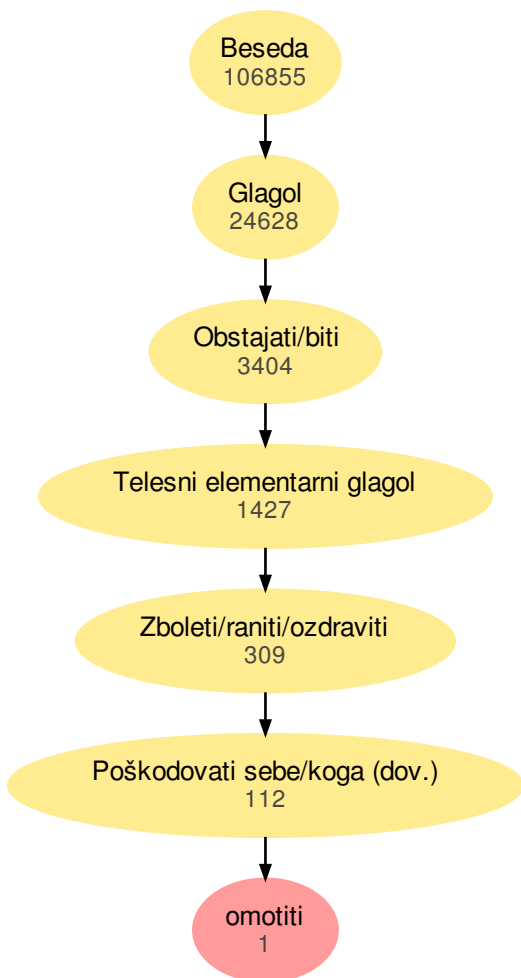 Beseda
106855
Glagol
24628
Obstajati/biti
3404
Telesni elementarni glagol
1427
Zboleti/raniti/ozdraviti
309
Poškodovati sebe/koga (dov.)
112
omotiti
1